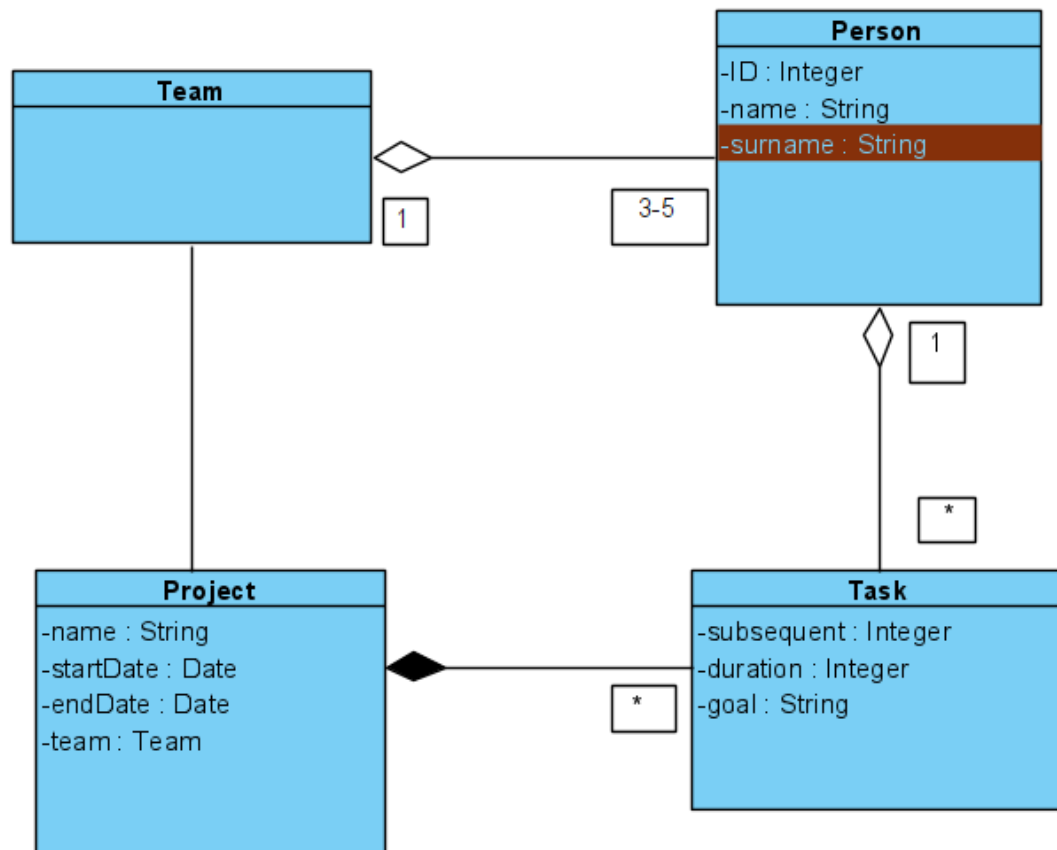 Person
-ID : Integer
-name : String
-surname : String
Team
1
3-5
1
*
Project
-name : String
-startDate : Date
-endDate : Date
-team : Team
*
Task
-subsequent : Integer
-duration : Integer
-goal : String